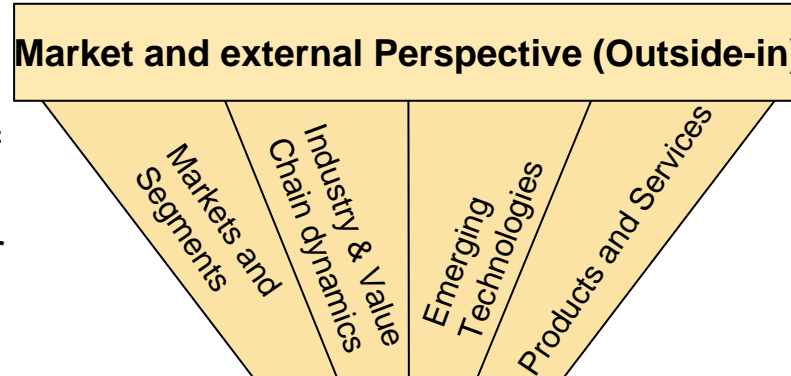 Market and external Perspective (Outside-in)
Markets and
Segments
Industry & Value
Chain dynamics
Emerging
Technologies
Products and Services